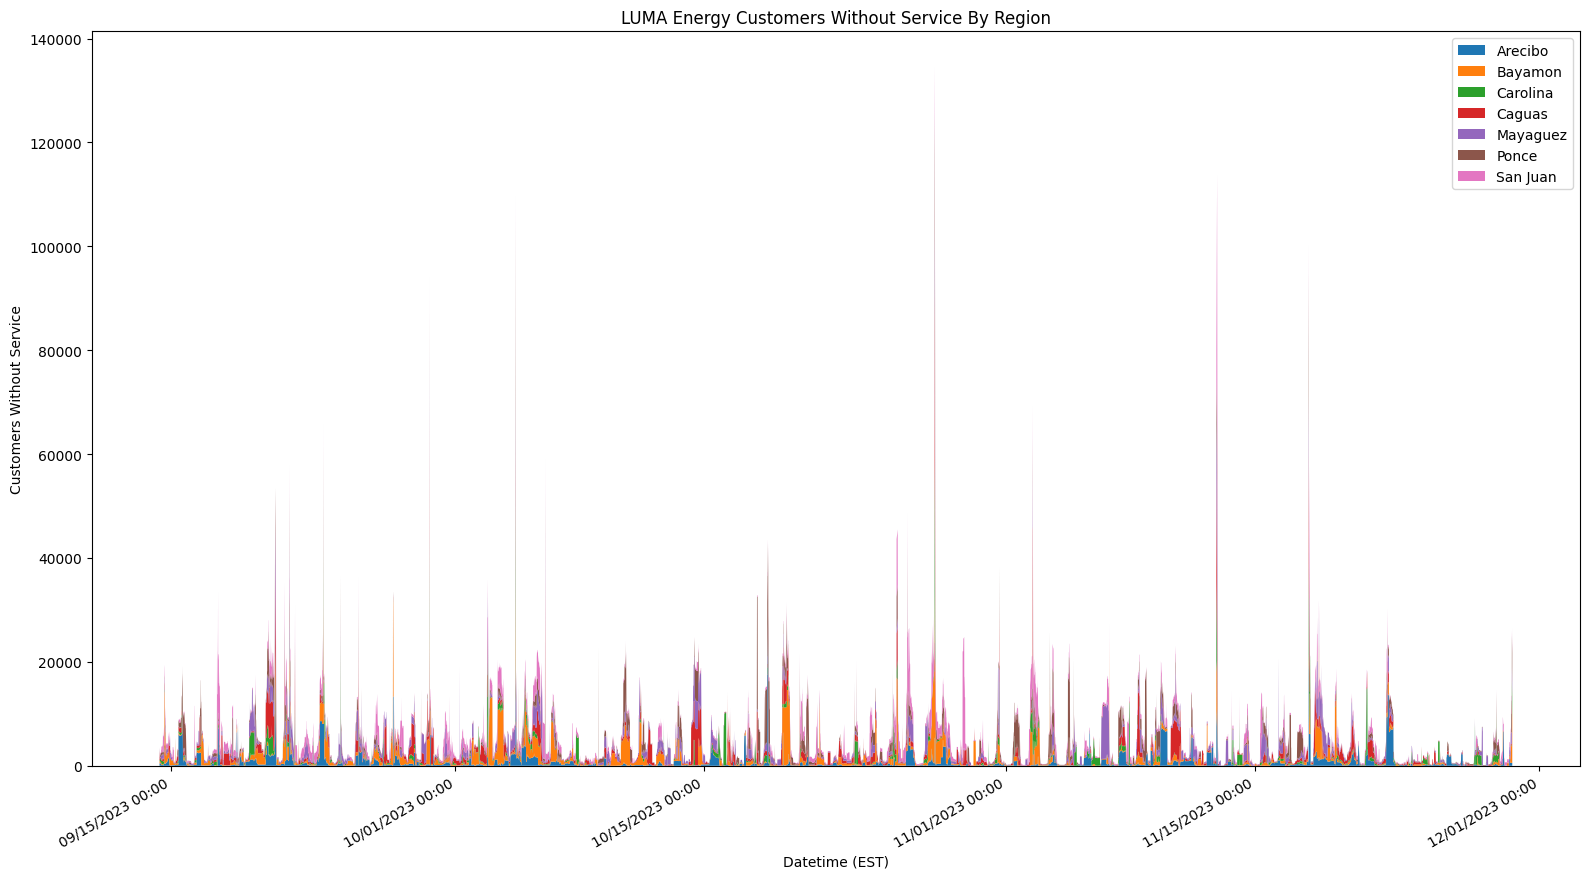 LUMA Energy Customers Without Service By Region
140000
120000
100000
80000
60000
40000
20000
0
Customers Without Service
Arecibo
Bayamon
Carolina
Caguas
Mayaguez
Ponce
San Juan
09/15/2023 00:00
10/01/2023 00:00
10/15/2023 00:00
11/01/2023 00:00
11/15/2023 00:00
12/01/2023 00:00
Datetime (EST)